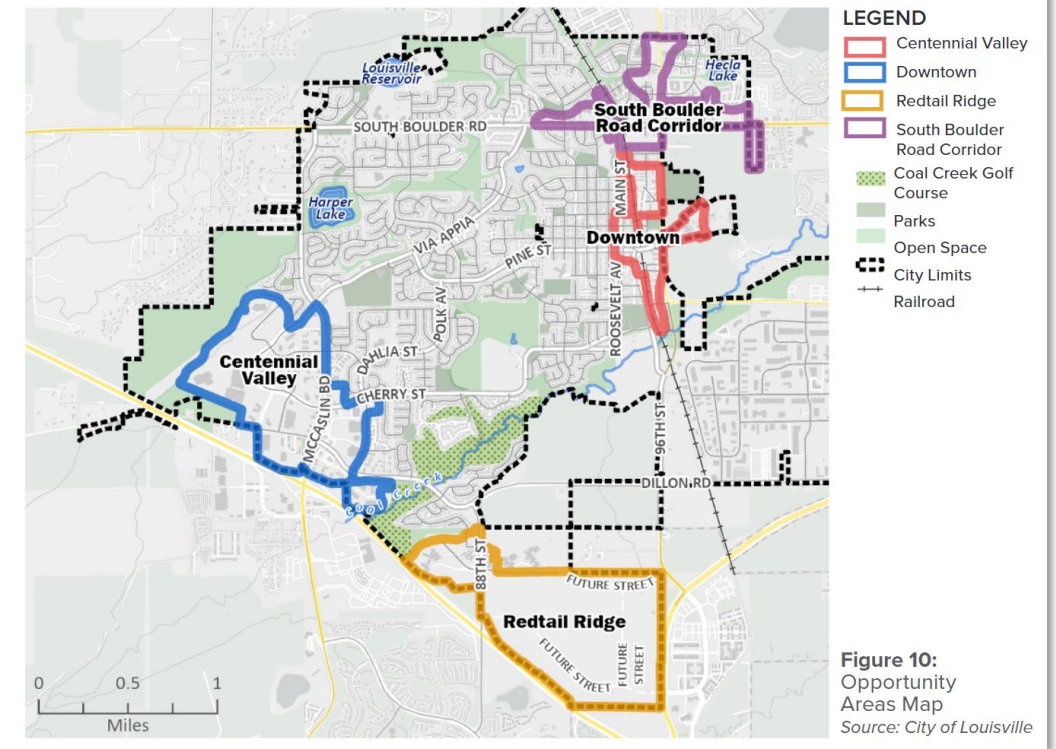 Louisville
Reservoir
Hecla
Lake
South Boulder
Road Corridor
SOUTH BOULDER RD
MAIN ST
Harper
Lake
VIA APPIA
PINE ST
Downtown
ROOSEVELT AV
POLK AV
DAHLIA ST
Centennial
Valley
CHERRY ST
MCCASLIN BD
96TH ST
DILLON RD
Coal Creek
88TH ST
FUTURE STREET
Redtail Ridge
FUTURE STREET
FUTURE
STREET
0 0.5 1
Miles
LEGEND
Centennial Valley
Downtown
Redtail Ridge
South Boulder
Road Corridor
Coal Creek Golf
Course
Parks
Open Space
City Limits
Railroad
Figure 10:
Opportunity
Areas Map
Source: City of Louisville